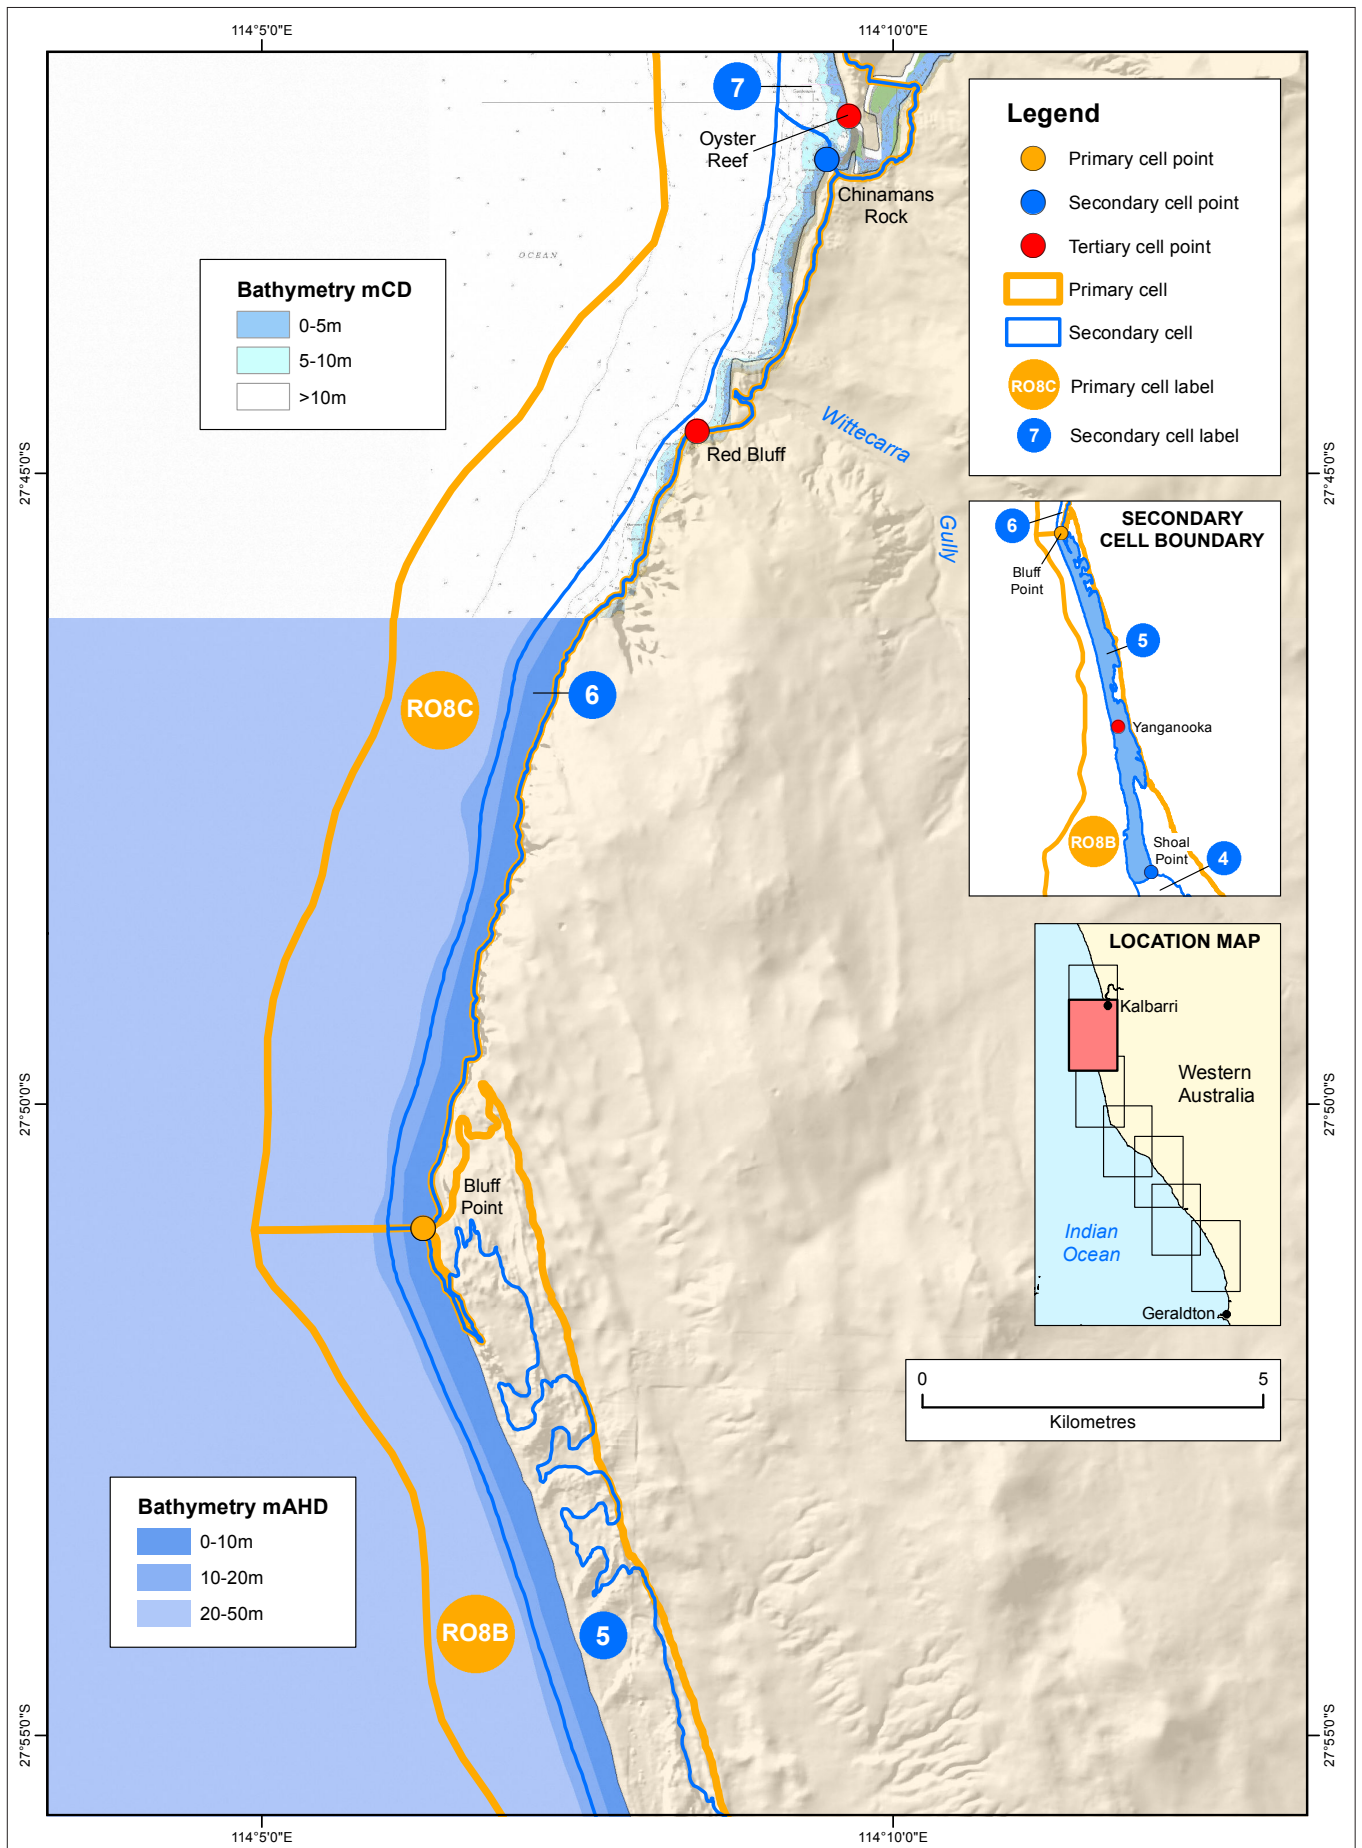 114°5'0"E
114°10'0"E
7
Oyster
Reef
Chinamans
Rock
OCEAN
Legend
Primary cell point
Secondary cell point
Tertiary cell point
Primary cell
Secondary cell
RO8C
Primary cell label
7
Secondary cell label
Bathymetry mCD
0-5m
5-10m
>10m
Wittecarra
Gully
Red Bluff
27°45'0"S
27°45'0"S
SECONDARY
CELL BOUNDARY
6
Bluff
Point
5
Yanganooka
RO8B
Shoal
Point
4
RO8C
6
LOCATION MAP
Kalbarri
Western
Australia
Indian
Ocean
Geraldton
27°50'0"S
27°50'0"S
Bluff
Point
0
5
Kilometres
Bathymetry mAHD
0-10m
10-20m
20-50m
RO8B
5
27°55'0"S
27°55'0"S
114°5'0"E
114°10'0"E